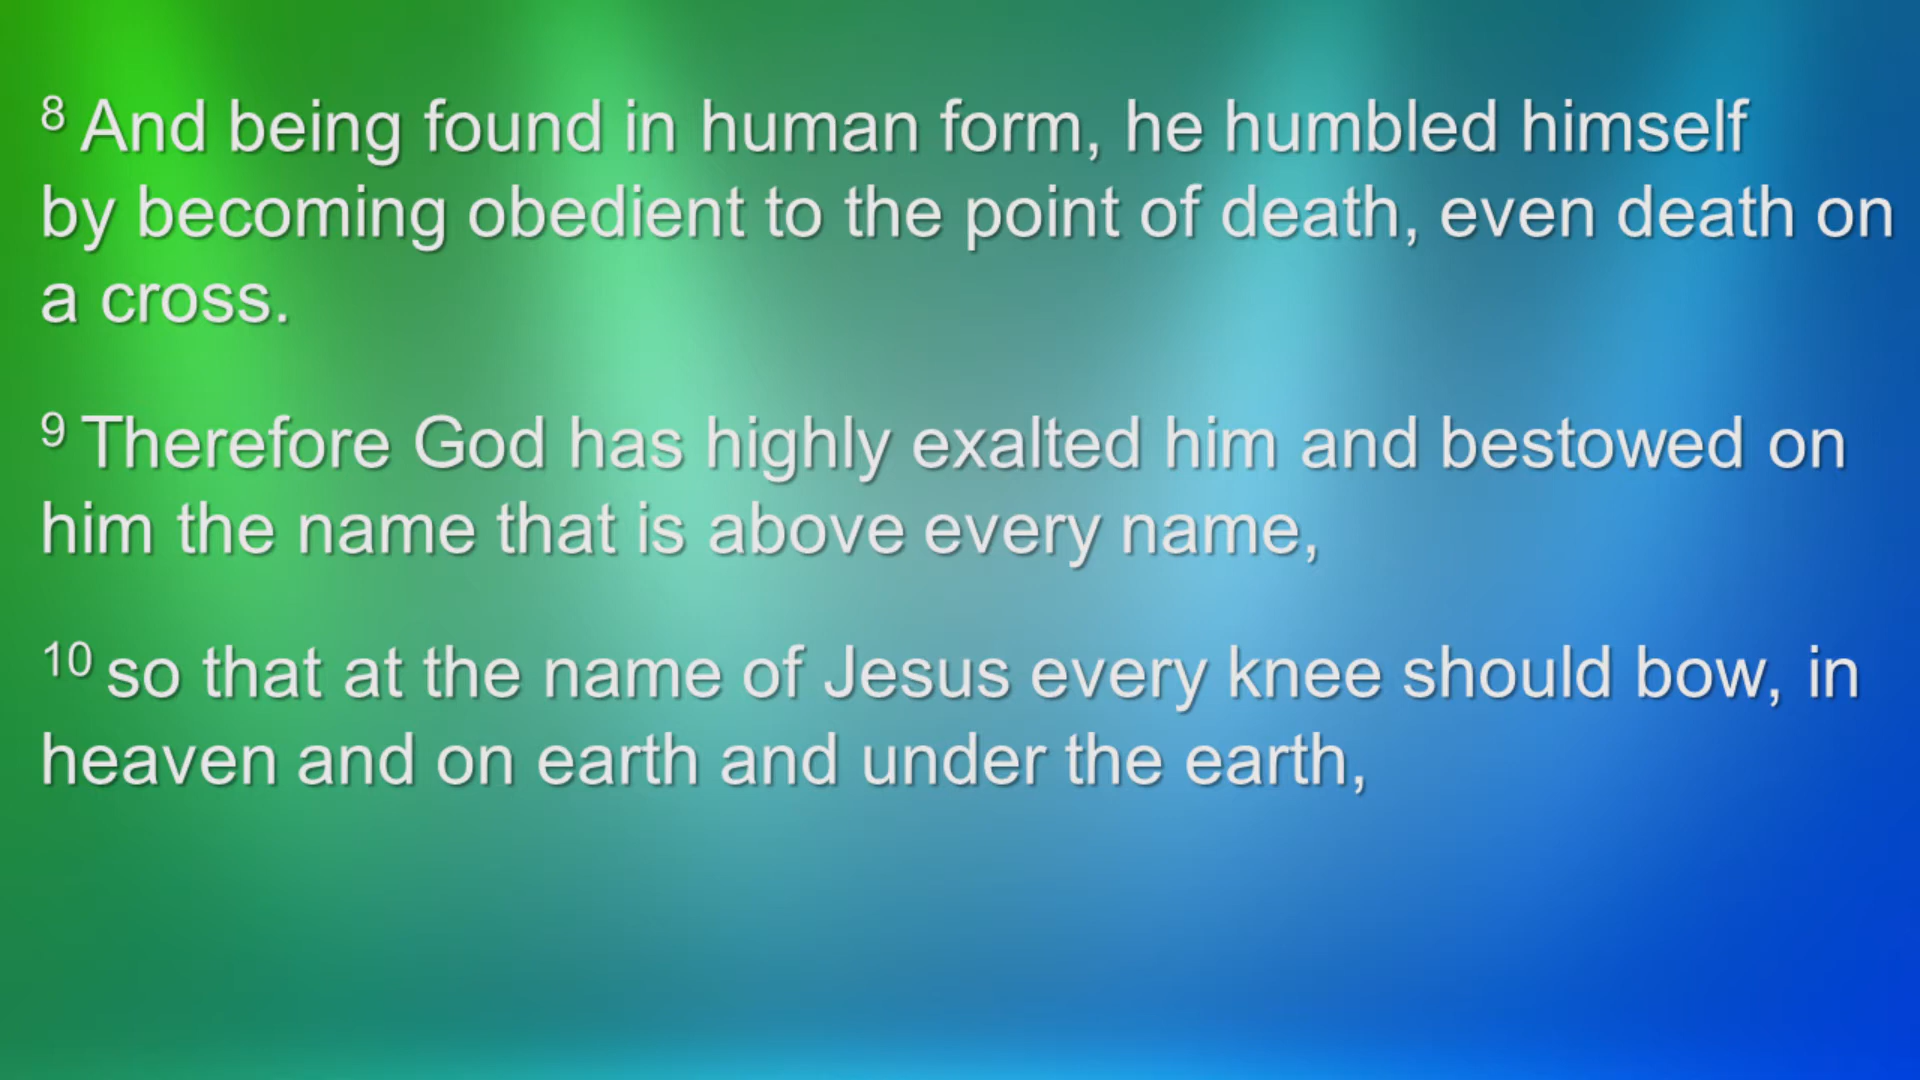 8 And being found in human form, he humbled himself
by becoming obedient to the point of death, even death on
a cross.
9 Therefore God has highly exalted him and bestowed on
him the name that is above every name,
10 so that at the name of Jesus every knee should bow, in
heaven and on earth and under the earth,